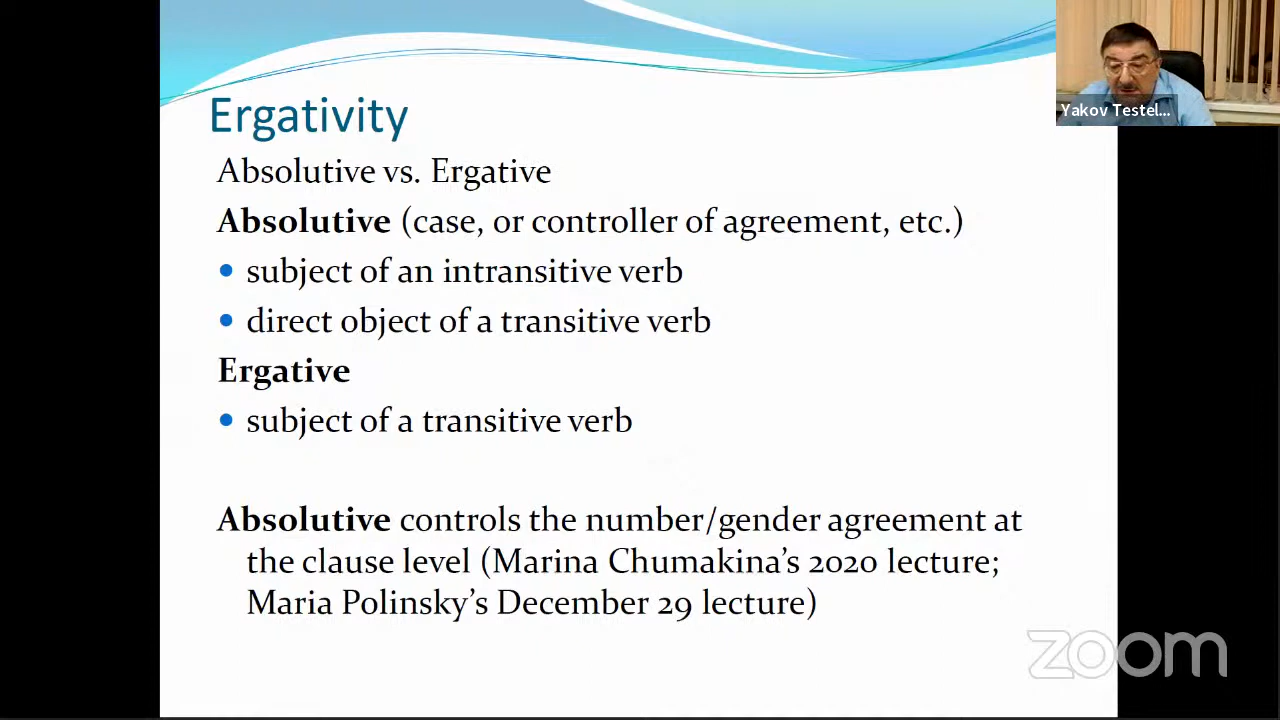 Ergativity
Absolutive vs. Ergative
Absolutive (case, or controller of agreement, etc.)
subject of an intransitive verb
direct object of a transitive verb
Ergative
subject of a transitive verb
Absolutive controls the number/gender agreement at
the clause level (Marina Chumakina’s 2020 lecture;
Maria Polinsky’s December 29 lecture)
Yakov Testel...
zoom